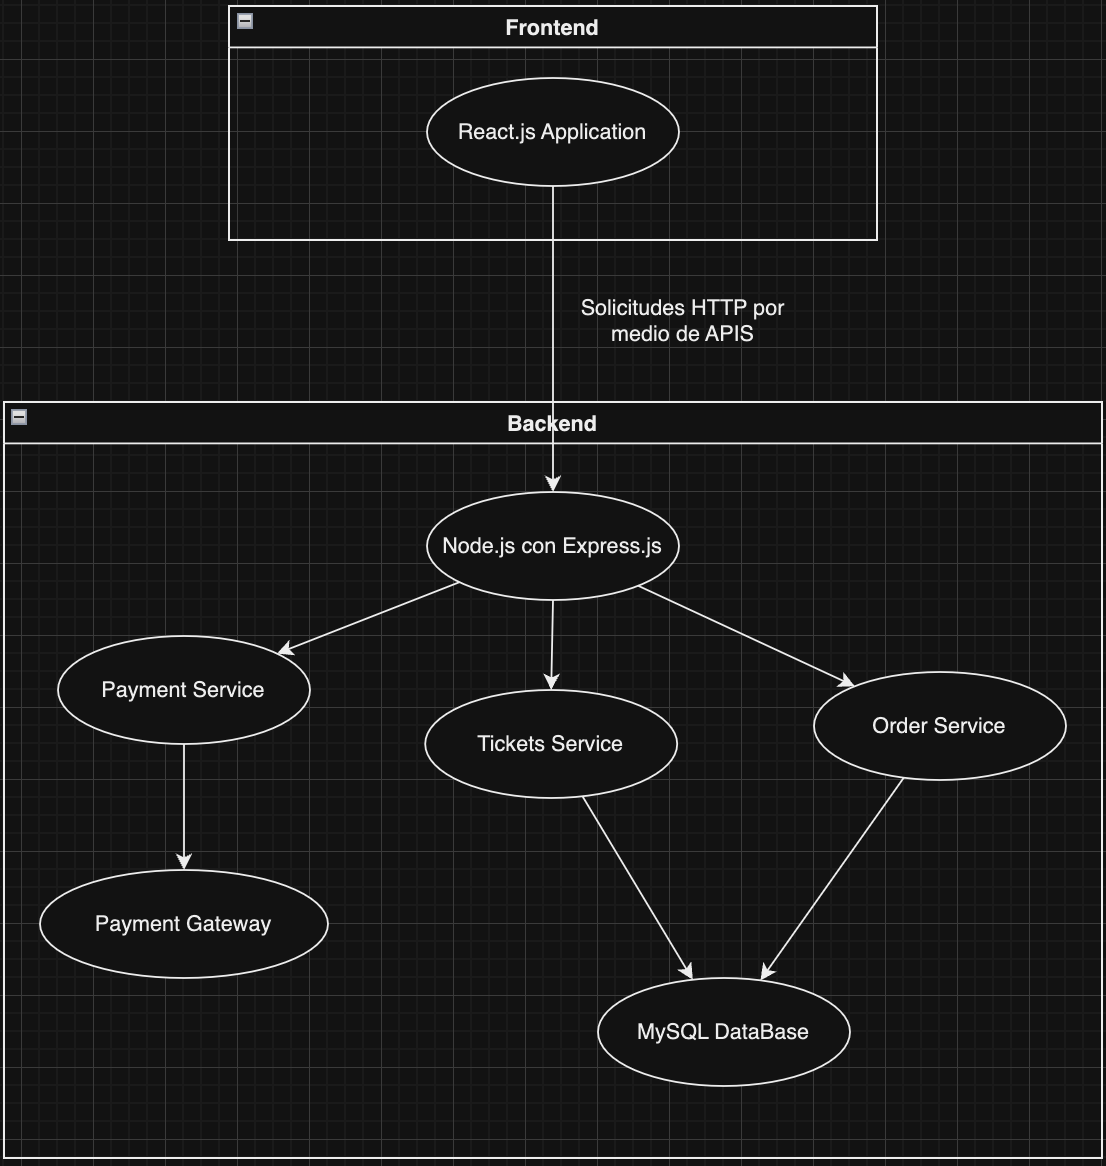 Frontend
React.js Application
Solicitudes HTTP por
medio de APIS
Backend
Node.js con Express.js
Payment Service
Tickets Service
Order Service
Payment Gateway
MySQL DataBase